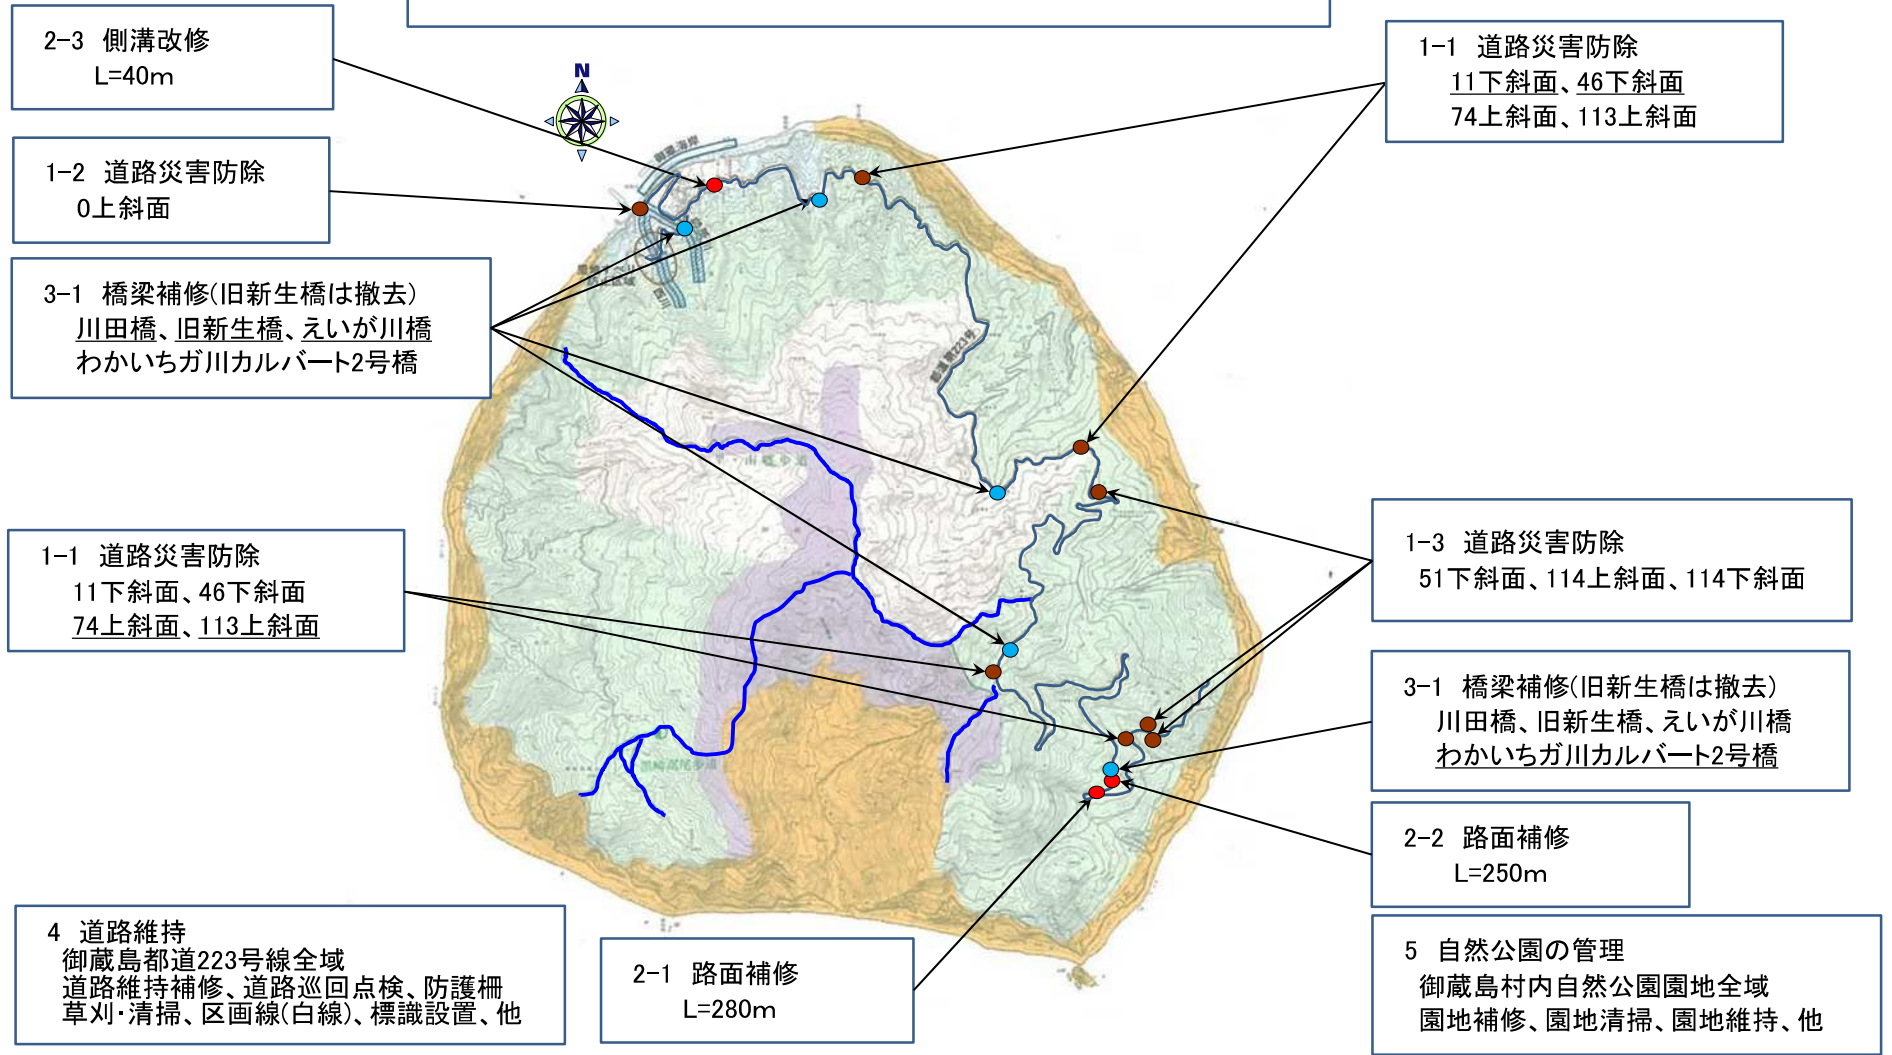 2-3 側溝改修
L=40m
N
1-1 道路災害防除
11下斜面、46下斜面
74上斜面、113上斜面
1-2 道路災害防除
0上斜面
3-1 橋梁補修(旧新生橋は撤去)
川田橋、旧新生橋、えいが川橋
わかいちガ川カルバート2号橋
都道第223号
1-1 道路災害防除
11下斜面、46下斜面
74上斜面、113上斜面
1-3 道路災害防除
51下斜面、114上斜面、114下斜面
3-1 橋梁補修(旧新生橋は撤去)
川田橋、旧新生橋、えいが川橋
わかいちガ川カルバート2号橋
2-2 路面補修
L=250m
4 道路維持
御蔵島都道223号線全域
道路維持補修、道路巡回点検、防護柵
草刈・清掃、区画線(白線)、標識設置、他
2-1 路面補修
L=280m
5 自然公園の管理
御蔵島村内自然公園園地全域
園地補修、園地清掃、園地維持、他